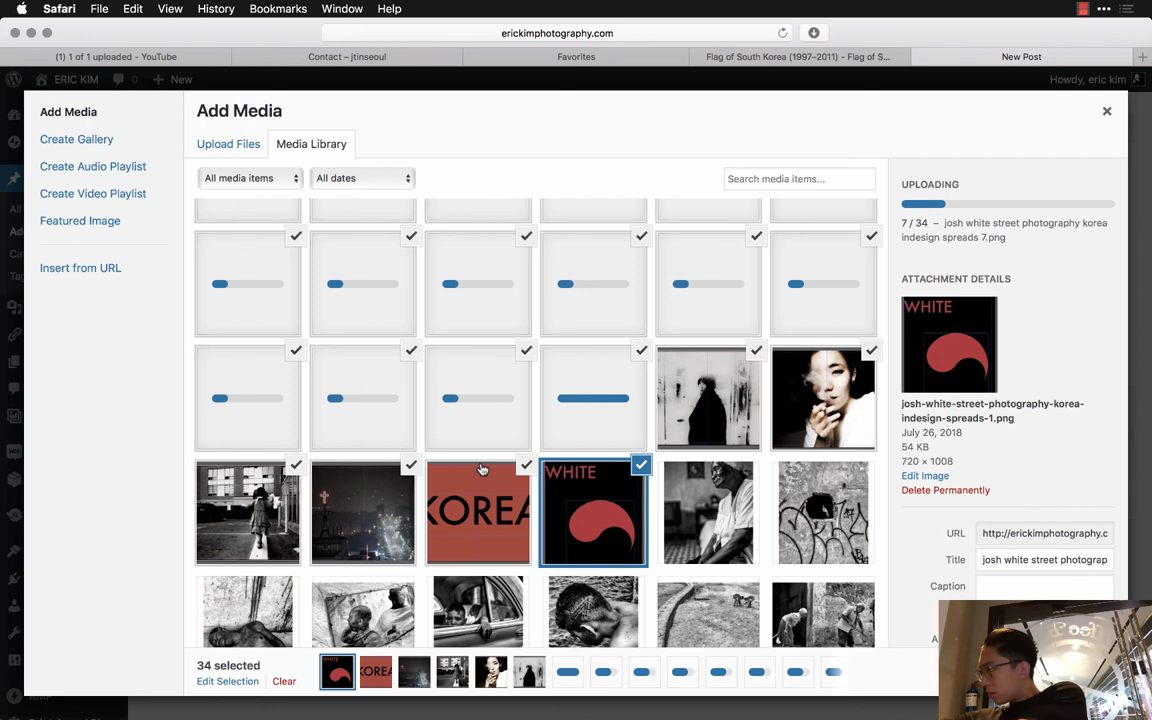 Safari File Edit View History Bookmarks Window Help
erickimphotography.com
(1) 1 of 1 uploaded - YouTube
Contact – jtinseoul
Favorites
Flag of South Korea (1997–2011) - Flag of S...
New Post
ERIC KIM
0
New
Howdy, eric kim
Add Media
Create Gallery
Create Audio Playlist
Create Video Playlist
Featured Image
Insert from URL
Add Media
Upload Files
Media Library
All media items
All dates
Search media items...
KOREA
WHITE
34 selected
Edit Selection
Clear
WHITE
KOREA
UPLOADING
7 / 34 – josh white street photography korea
indesign spreads 7.png
ATTACHMENT DETAILS
WHITE
josh-white-street-photography-korea-
indesign-spreads-1.png
July 26, 2018
54 KB
720 × 1008
Edit Image
Delete Permanently
URL
http://erickimphotography.c
Title
josh white street photograp
Caption